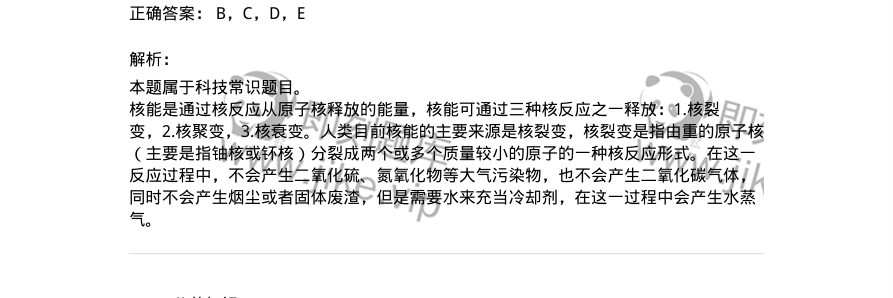 正确答案： B，C，D，E
解析：
本题属于科技常识题目。
核能是通过核反应从原子核释放的能量，核能可通过三种核反应之一释放：1.核裂
变，2.核聚变，3.核衰变。人类目前核能的主要来源是核裂变，核裂变是指由重的原子核
（主要是指铀核或钚核）分裂成两个或多个质量较小的原子的一种核反应形式。在这一
反应过程中，不会产生二氧化硫、氮氧化物等大气污染物，也不会产生二氧化碳气体，
同时不会产生烟尘或者固体废渣，但是需要水来充当冷却剂，在这一过程中会产生水蒸
气。
即刻题库
www.jike.vip